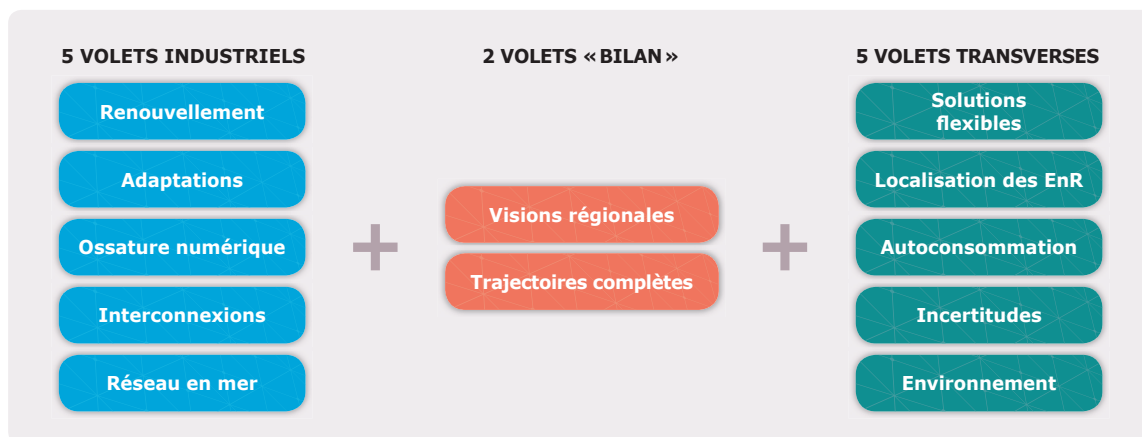 5 VOLETS INDUSTRIELS
Renouvellement
Adaptations
Ossature numérique
Interconnexions
Réseau en mer
+
2 VOLETS « BILAN »
Visions régionales
Trajectoires complètes
+
5 VOLETS TRANSVERSES
Solutions
flexibles
Localisation des EnR
Autoconsommation
Incertitudes
Environnement